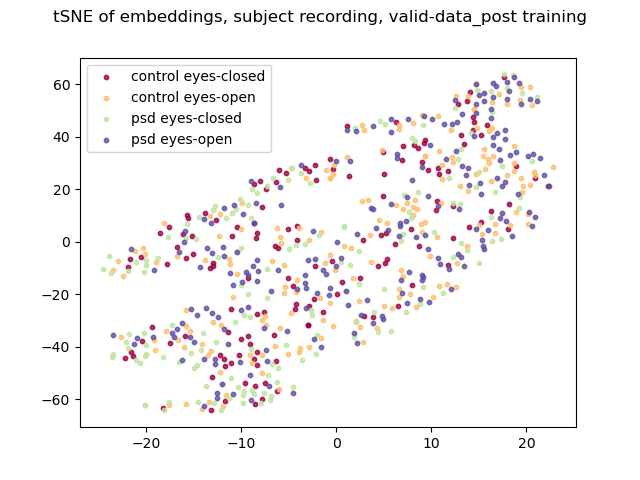 tSNE of embeddings, subject recording, valid-data_post training
control eyes-closed
control eyes-open
psd eyes-closed
psd eyes-open
60
40
20
0
−20
−40
−60
−20
−10
0
10
20